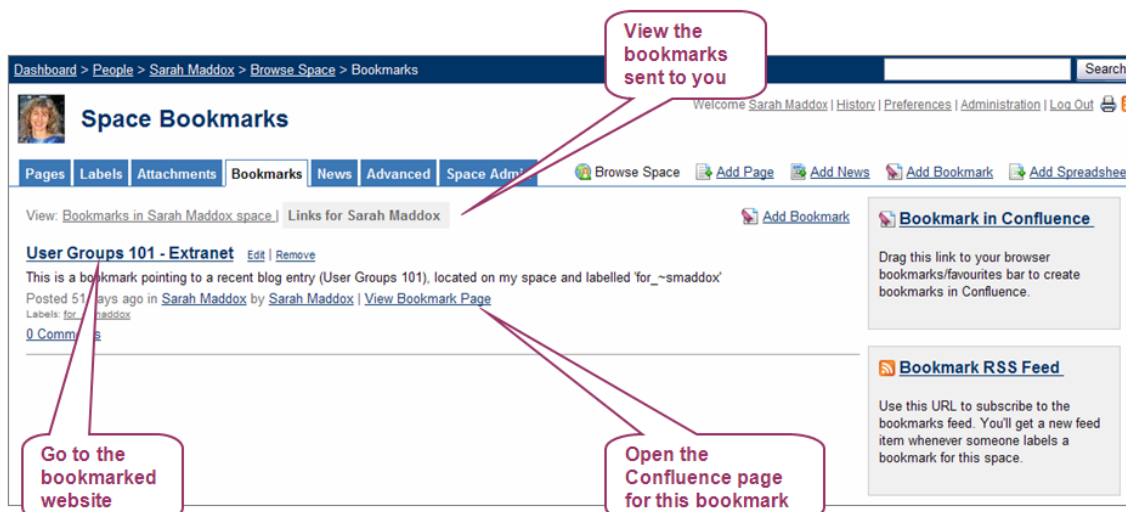 View the
bookmarks
sent to you
Dashboard > People > Sarah Maddox > Browse Space > Bookmarks
Search
Welcome Sarah Maddox | History | Preferences | Administration | Log Out
Space Bookmarks
Pages Labels Attachments Bookmarks News Advanced Space Admin
Browse Space Add Page Add News Add Bookmark Add Spreadshee
View: Bookmarks in Sarah Maddox space | Links for Sarah Maddox
Add Bookmark
User Groups 101 - Extranet Edit | Remove
This is a bookmark pointing to a recent blog entry (User Groups 101), located on my space and labelled 'for_~smaddox'
Posted 51 days ago in Sarah Maddox by Sarah Maddox | View Bookmark Page
Labels: for_~smaddox
0 Comments
Bookmark in Confluence
Drag this link to your browser
bookmarks/favourites bar to create
bookmarks in Confluence.
Bookmark RSS Feed
Use this URL to subscribe to the
bookmarks feed. You'll get a new feed
item whenever someone labels a
bookmark for this space.
Go to the
bookmarked
website
Open the
Confluence page
for this bookmark